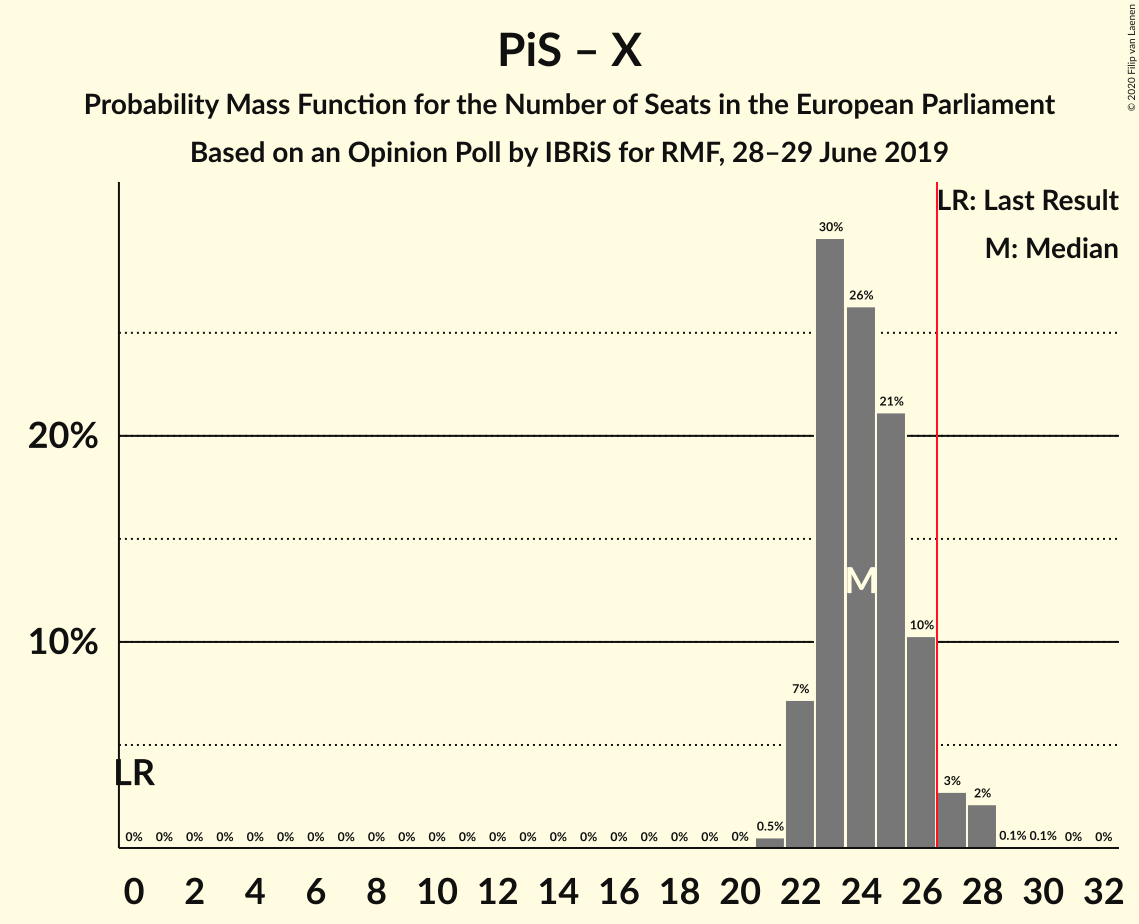 PiS – X
Probability Mass Function for the Number of Seats in the European Parliament
Based on an Opinion Poll by IBRiS for RMF, 28–29 June 2019
© 2020 Filip van Laenen
LR: Last Result
M: Median
30%
26%
21%
20%
M
10%
10%
7%
LR
3%
2%
0% 0% 0% 0% 0% 0% 0% 0% 0% 0% 0% 0% 0% 0% 0% 0% 0% 0% 0% 0% 0% 0.5% 0.1% 0.1% 0% 0%
0 2 4 6 8 10 12 14 16 18 20 22 24 26 28 30 32